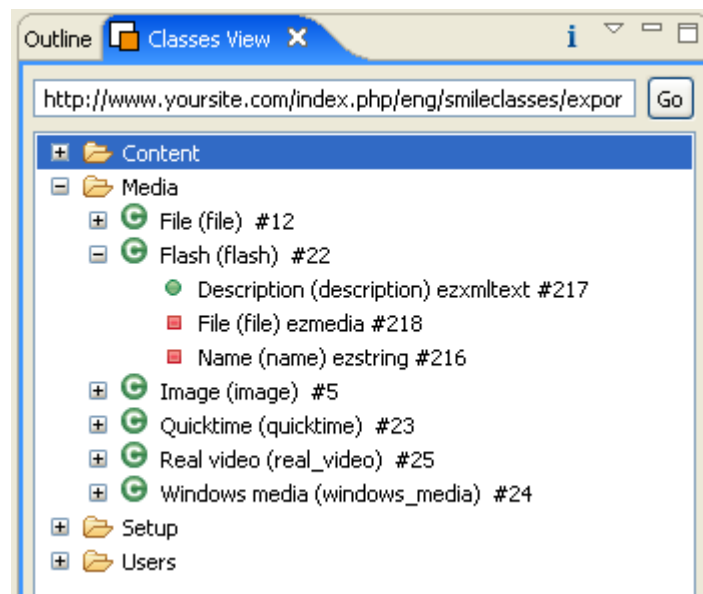 Outline Classes View
http://www.yoursite.com/index.php/eng/smileclasses/expor Go
Content
Media
File (file) #12
Flash (flash) #22
Description (description) ezxmltext #217
File (file) ezmedia #218
Name (name) ezstring #216
Image (image) #5
Quicktime (quicktime) #23
Real video (real_video) #25
Windows media (windows_media) #24
Setup
Users